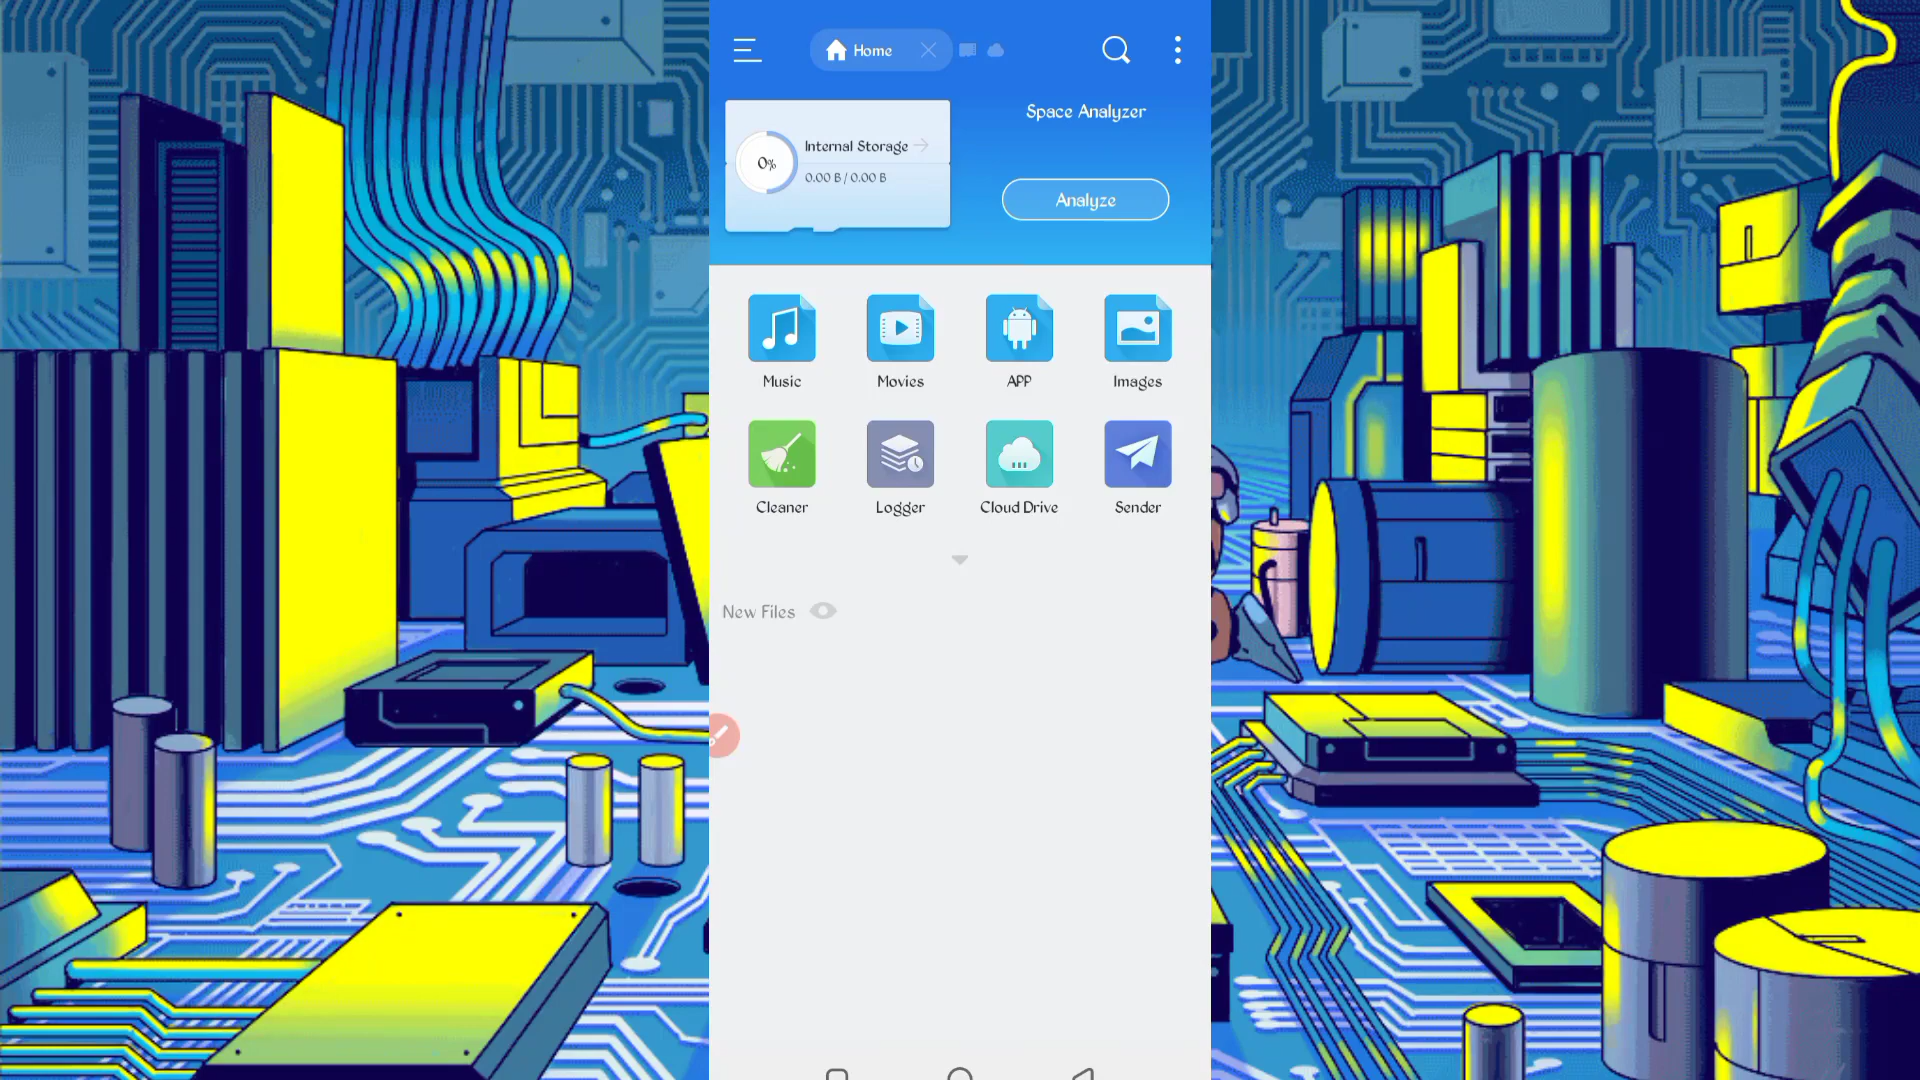 Home
Space Analyzer
Internal Storage
0%
0.00 B / 0.00 B
Analyze
Music
Movies
APP
Images
Cleaner
Logger
Cloud Drive
Sender
New Files